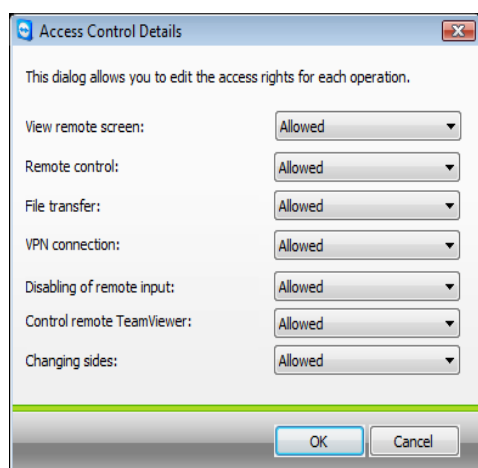 Access Control Details
This dialog allows you to edit the access rights for each operation.
View remote screen: Allowed
Remote control: Allowed
File transfer: Allowed
VPN connection: Allowed
Disabling of remote input: Allowed
Control remote TeamViewer: Allowed
Changing sides: Allowed
OK Cancel